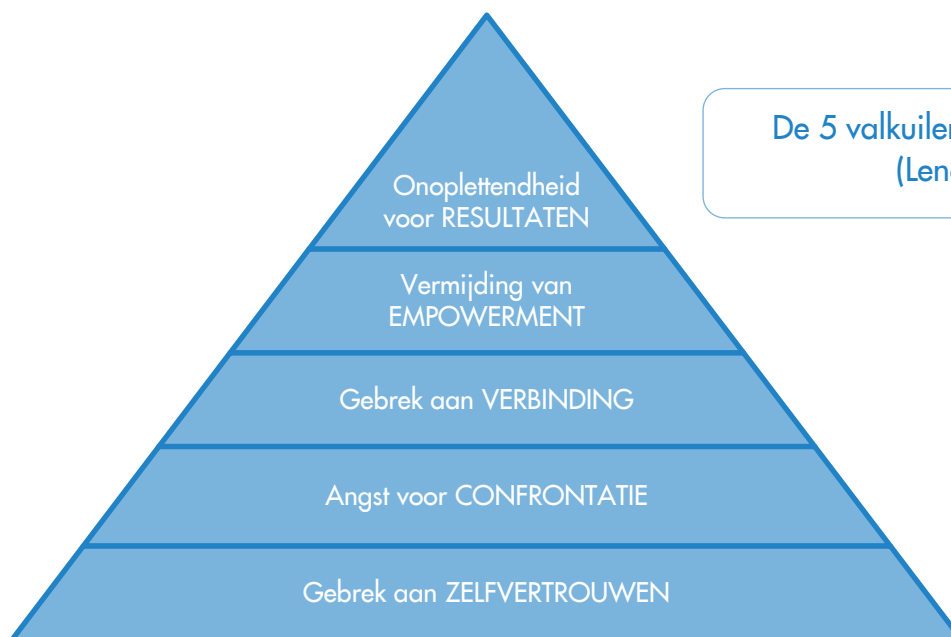 De 5 valkuilen
(Len
Onoplettendheid
voor RESULTATEN
Vermijding van
EMPOWERMENT
Gebrek aan VERBINDING
Angst voor CONFRONTATIE
Gebrek aan ZELFVERTROUWEN